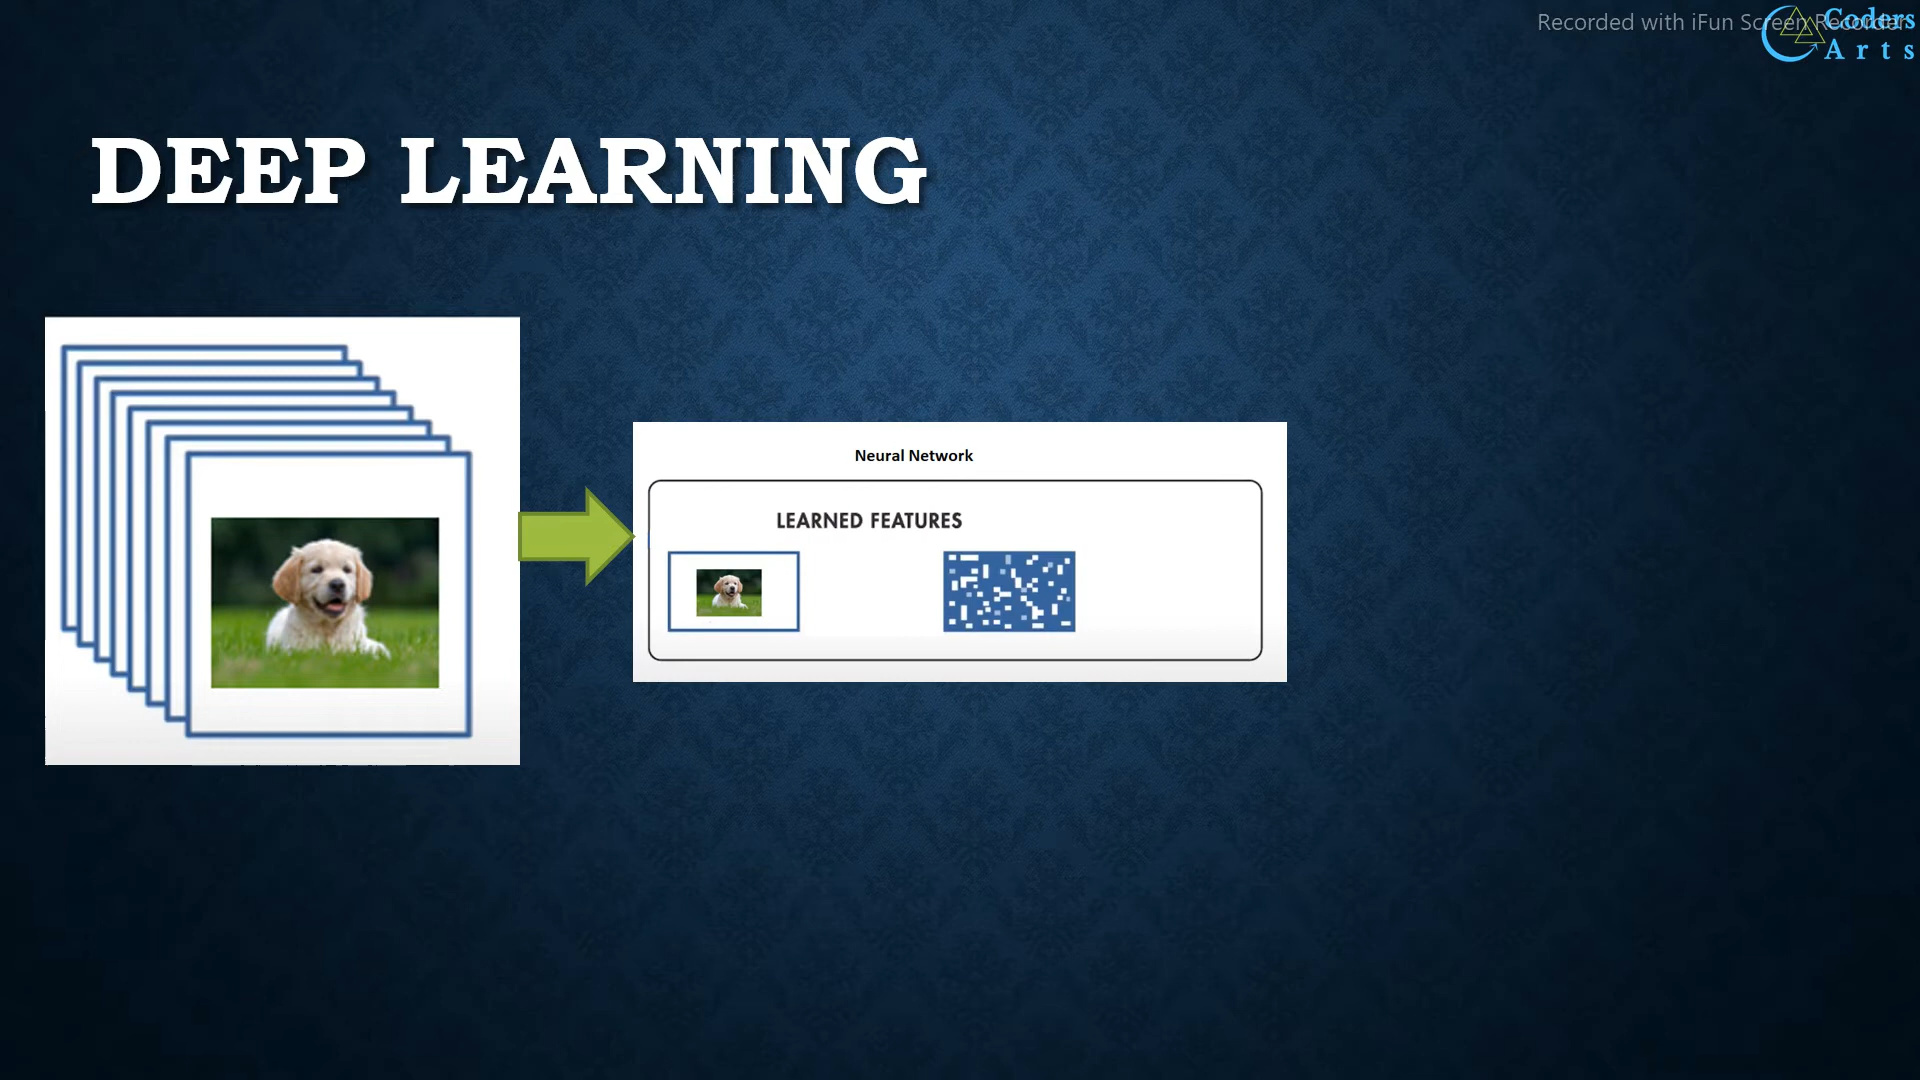 Recorded with iFun Screen Recorder
Coders
Arts
DEEP LEARNING
Neural Network
LEARNED FEATURES